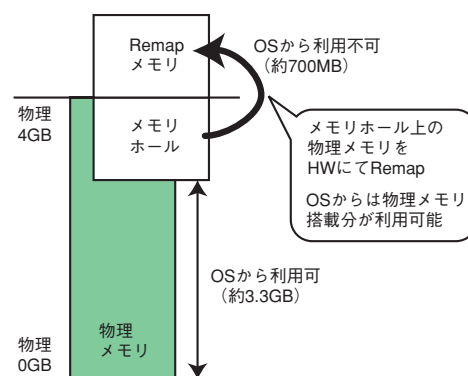 Remap
メモリ
OSから利用不可
（約700MB）
物理
4GB
メモリ
ホール
メモリホール上の
物理メモリを
HWにてRemap
OSからは物理メモリ
搭載分が利用可能
OSから利用可
（約3.3GB）
物理
メモリ
物理
0GB